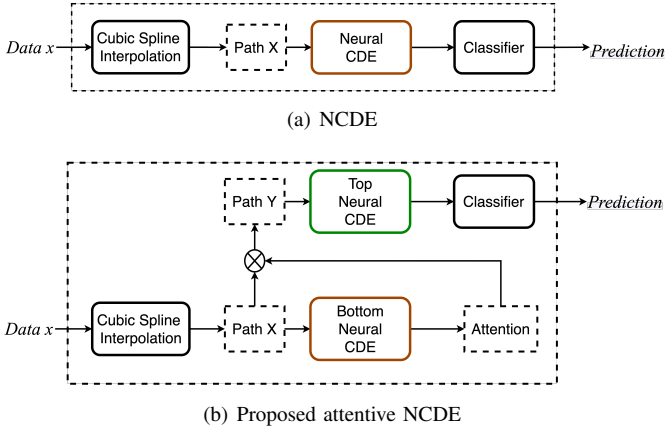 Data x
Cubic Spline
Interpolation
Path X
Neural
CDE
Classifier
Prediction
(a) NCDE
Path Y
Top
Neural
CDE
Classifier
Prediction
Data x
Cubic Spline
Interpolation
Path X
Bottom
Neural
CDE
Attention
(b) Proposed attentive NCDE